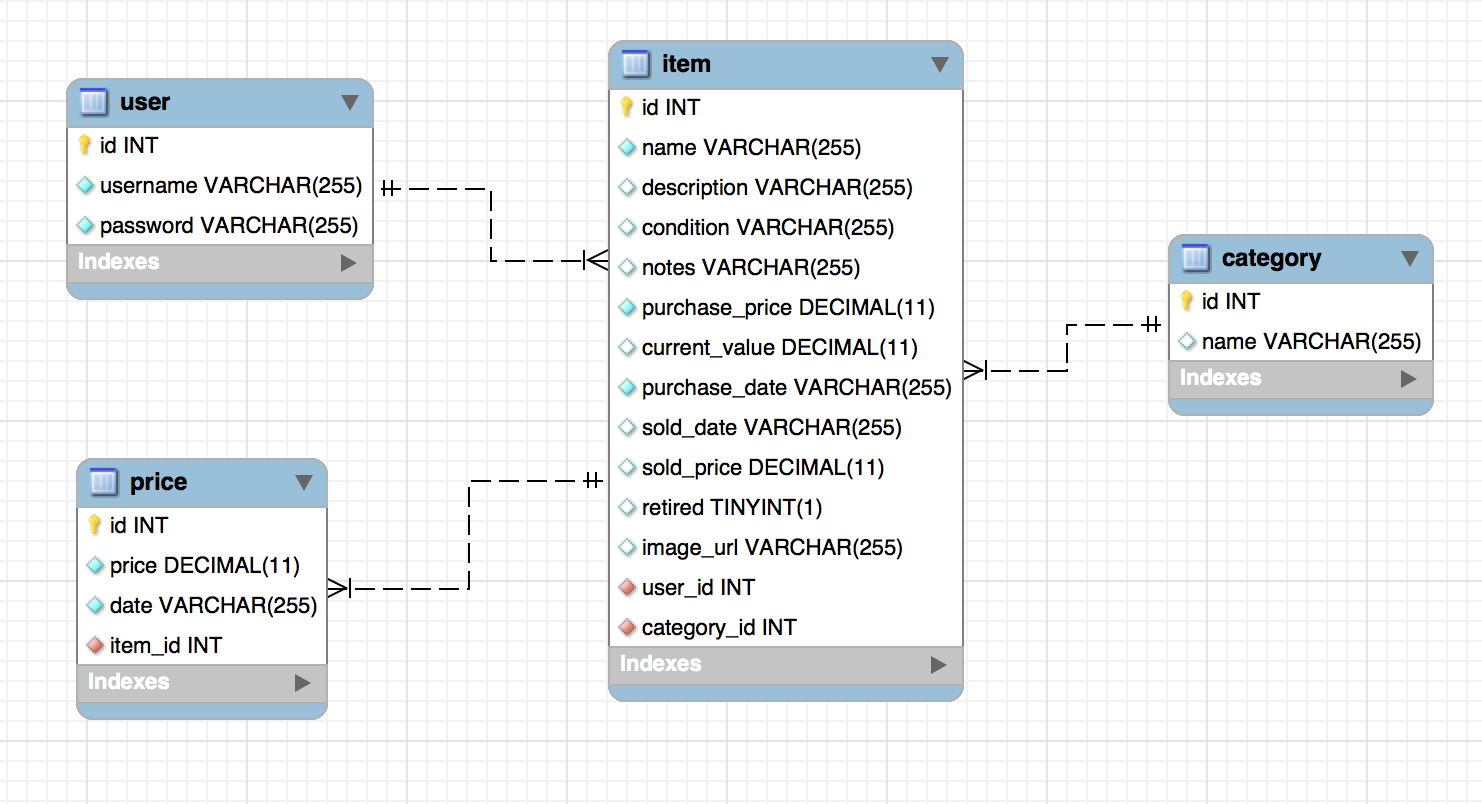 user
id INT
username VARCHAR(255)
password VARCHAR(255)
Indexes
price
id INT
price DECIMAL(11)
date VARCHAR(255)
item_id INT
Indexes
item
id INT
name VARCHAR(255)
description VARCHAR(255)
condition VARCHAR(255)
notes VARCHAR(255)
purchase_price DECIMAL(11)
current_value DECIMAL(11)
purchase_date VARCHAR(255)
sold_date VARCHAR(255)
sold_price DECIMAL(11)
retired TINYINT(1)
image_url VARCHAR(255)
user_id INT
category_id INT
Indexes
category
id INT
name VARCHAR(255)
Indexes